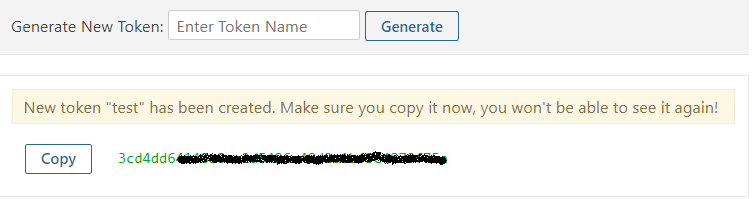 Generate New Token: Enter Token Name Generate
New token "test" has been created. Make sure you copy it now, you won't be able to see it again!
Copy